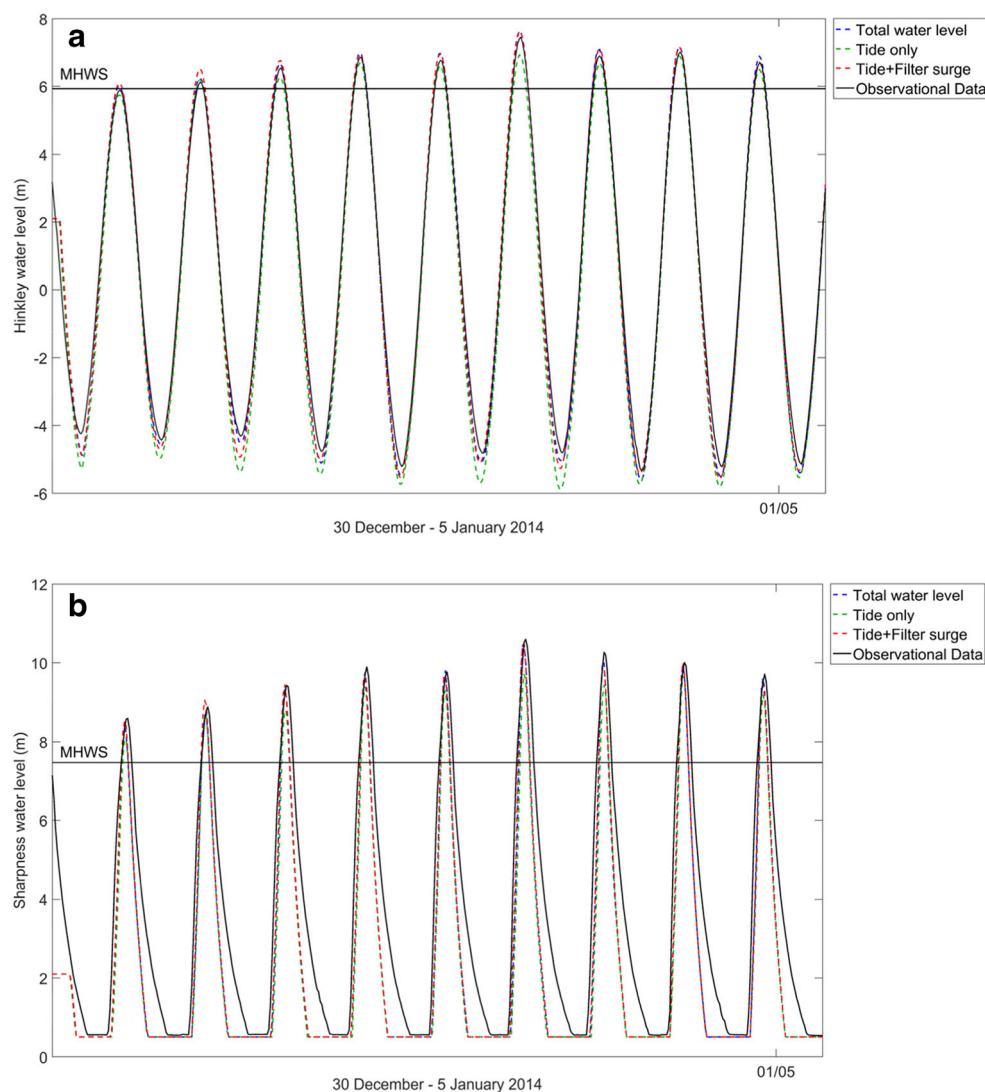 a
8
6
4
2
0
-2
-4
-6
MHWS
Hinkley water level (m)
01/05
30 December - 5 January 2014
Total water level
Tide only
Tide+Filter surge
Observational Data
b
12
10
8
6
4
2
0
MHWS
Sharpness water level (m)
01/05
30 December - 5 January 2014
Total water level
Tide only
Tide+Filter surge
Observational Data